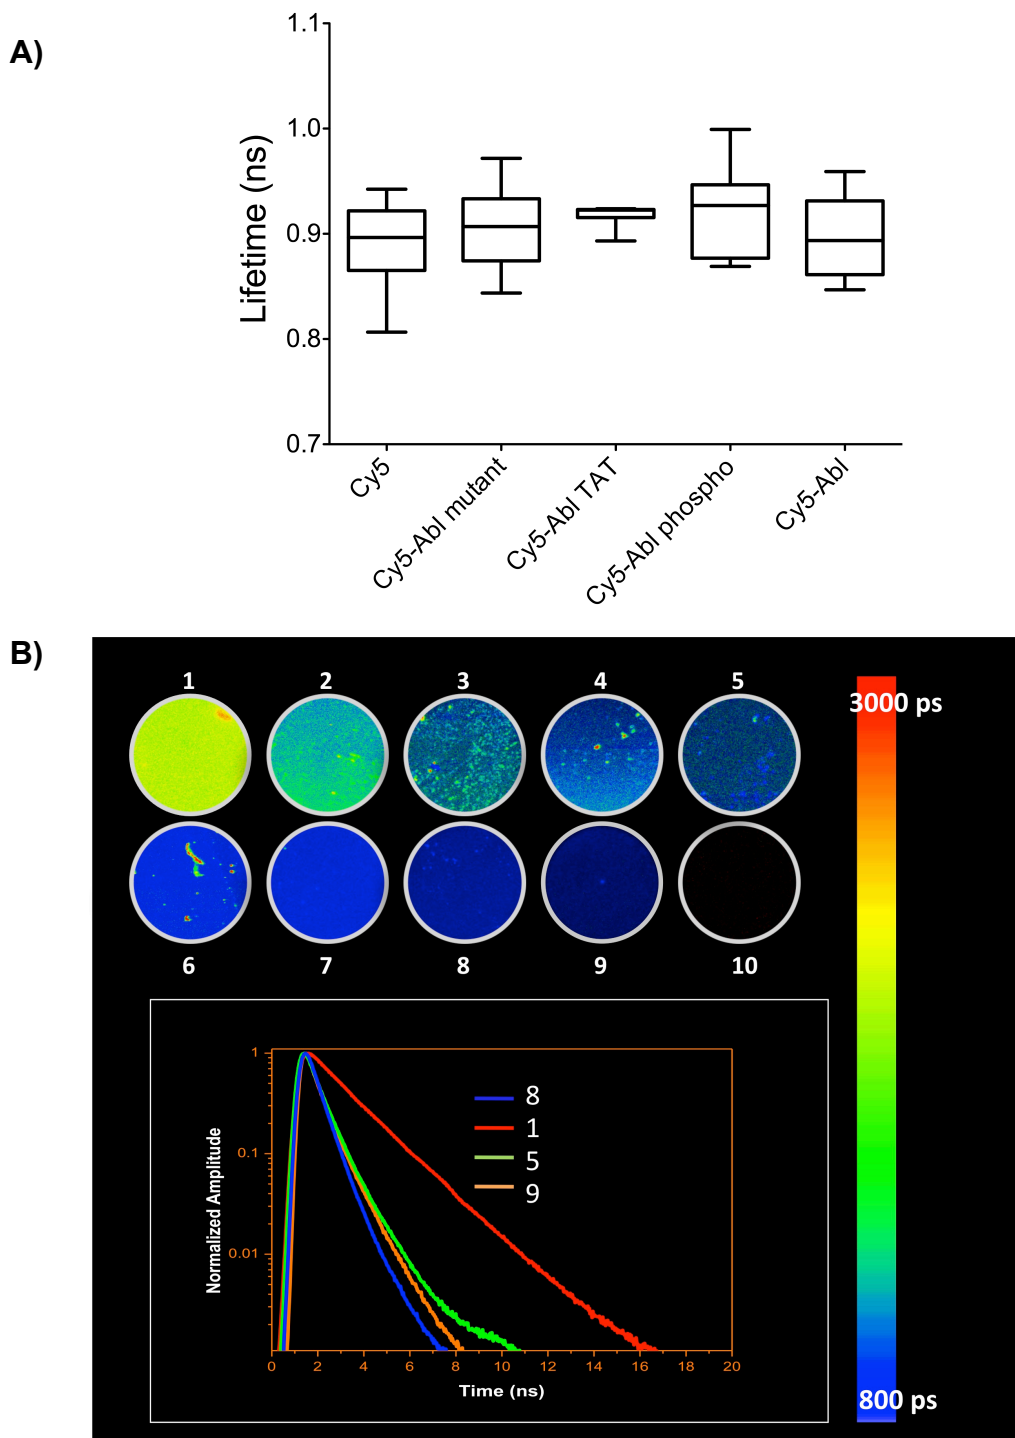 A)
1.1
1.0
0.9
0.8
0.7
Lifetime (ns)
Cy5
Cy5-Abl mutant
Cy5-Abl TAT
Cy5-Abl phospho
Cy5-Abl
B)
1 2 3 4 5
3000 ps
6 7 8 9 10
1
0.1
0.01
Normalized Amplitude
8
1
5
9
0 2 4 6 8 10 12 14 16 18 20
Time (ns)
800 ps